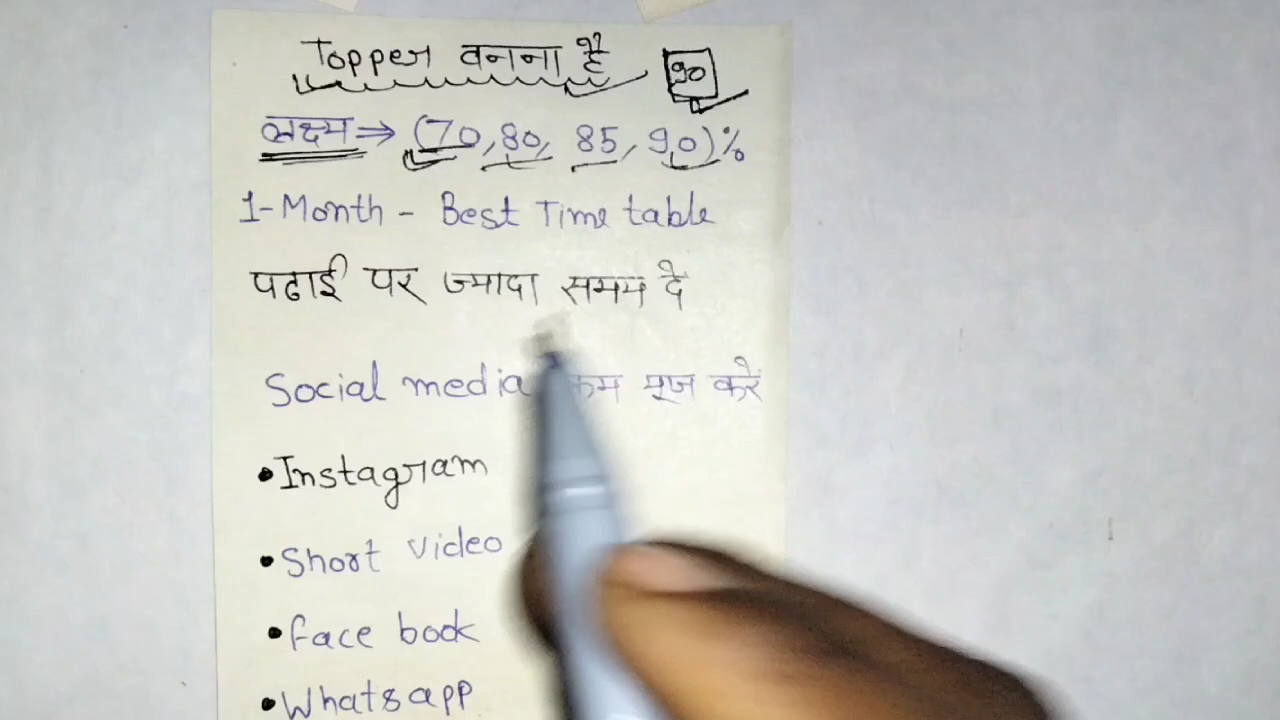 Topper बनना है 90
लक्ष्य ⇒ (70, 80, 85, 90)%
1-Month - Best Time table
पढाई पर ज्यादा समय दे
Social media कम यूज करें
• Instagram
• Short video
• face book
• Whatsapp